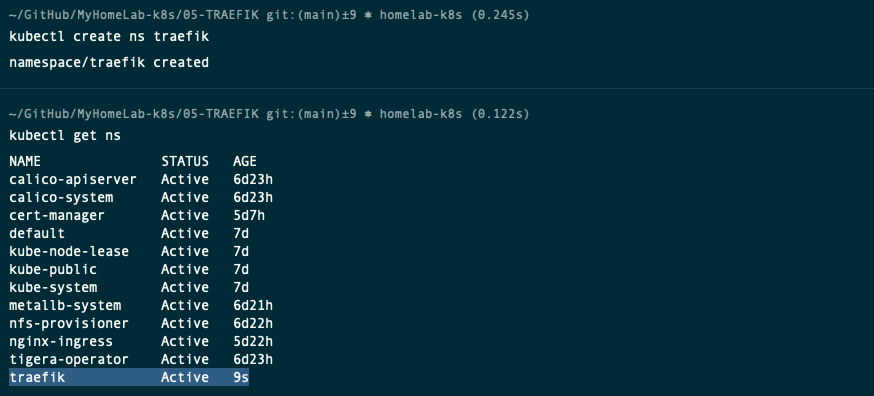 ~/GitHub/MyHomeLab-k8s/05-TRAEFIK git:(main)±9 ⎈ homelab-k8s (0.245s)
kubectl create ns traefik
namespace/traefik created
~/GitHub/MyHomeLab-k8s/05-TRAEFIK git:(main)±9 ⎈ homelab-k8s (0.122s)
kubectl get ns
NAME STATUS AGE
calico-apiserver Active 6d23h
calico-system Active 6d23h
cert-manager Active 5d7h
default Active 7d
kube-node-lease Active 7d
kube-public Active 7d
kube-system Active 7d
metallb-system Active 6d21h
nfs-provisioner Active 6d22h
nginx-ingress Active 5d22h
tigera-operator Active 6d23h
traefik Active 9s